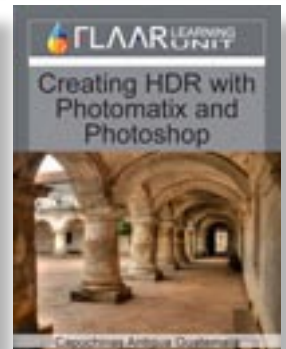 FLAAR LEARNING UNIT
Creating HDR with
Photomatix and
Photoshop
Capuchinas Antigua Guatemala